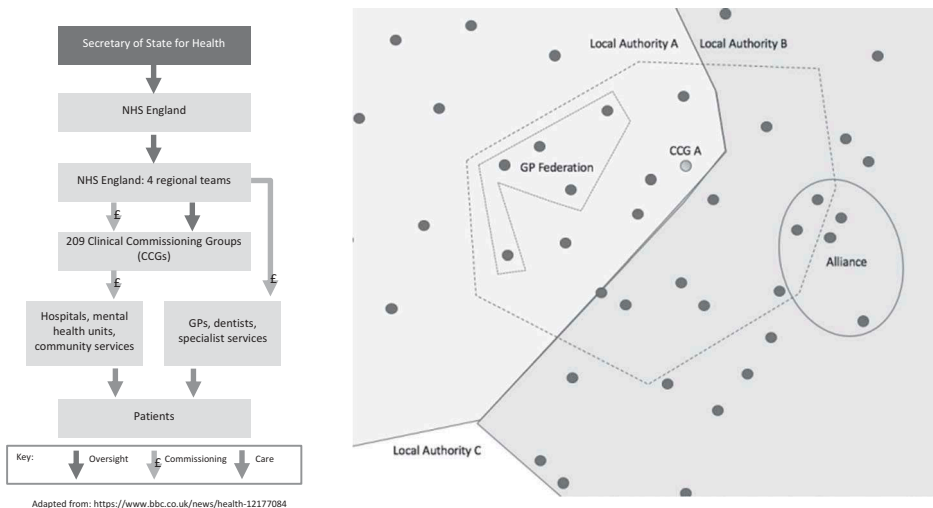 Secretary of State for Health
NHS England
NHS England: 4 regional teams
£
209 Clinical Commissioning Groups
(CCGs)
£
£
Hospitals, mental
health units,
community services
GPs, dentists,
specialist services
Patients
Key:
Oversight
£
Commissioning
Care
Adapted from: https://www.bbc.co.uk/news/health-12177084
Local Authority A
Local Authority B
CCG A
GP Federation
Alliance
Local Authority C